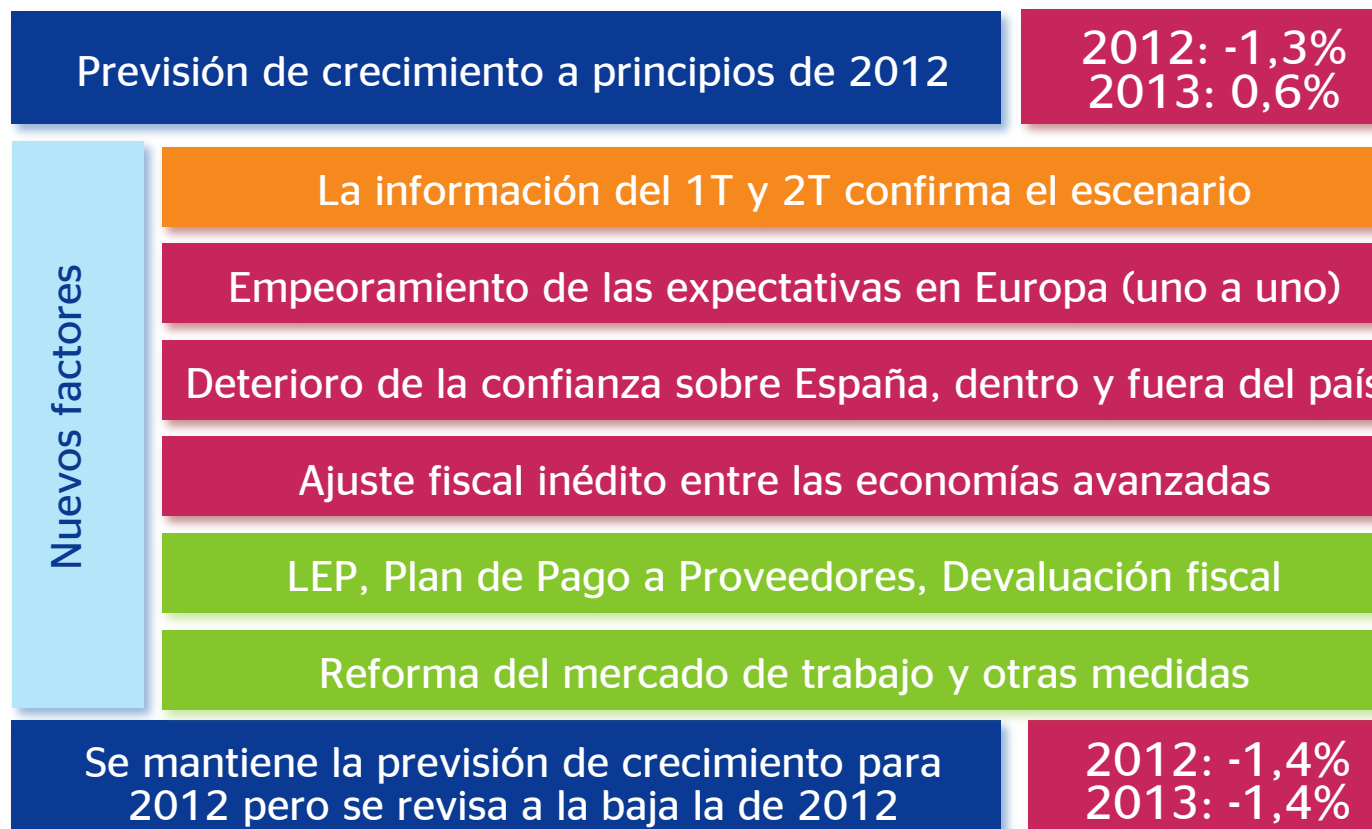 Previsión de crecimiento a principios de 2012
2012: -1,3%
2013: 0,6%
Nuevos factores
La información del 1T y 2T confirma el escenario
Empeoramiento de las expectativas en Europa (uno a uno)
Deterioro de la confianza sobre España, dentro y fuera del país
Ajuste fiscal inédito entre las economías avanzadas
LEP, Plan de Pago a Proveedores, Devaluación fiscal
Reforma del mercado de trabajo y otras medidas
Se mantiene la previsión de crecimiento para
2012 pero se revisa a la baja la de 2012
2012: -1,4%
2013: -1,4%